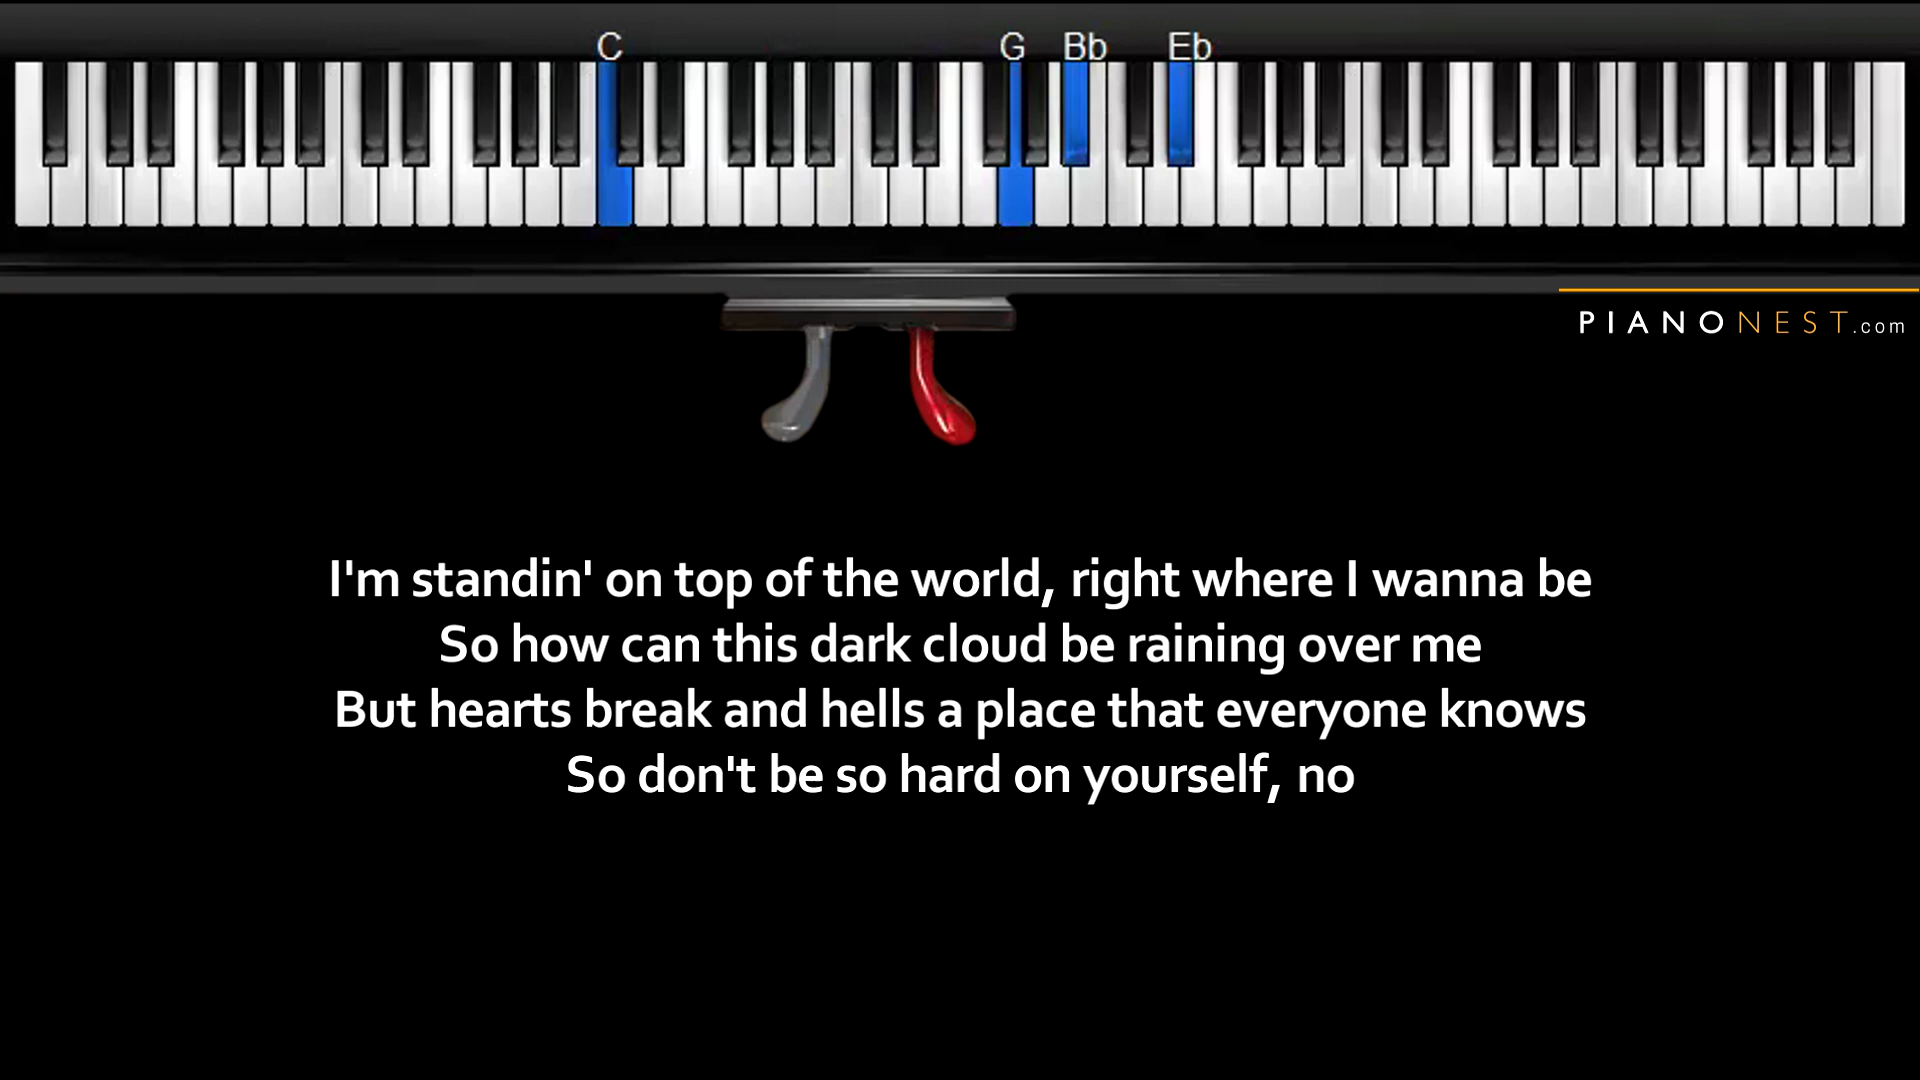 C G Bb Eb
PIANONEST.com
I'm standin' on top of the world, right where I wanna be
So how can this dark cloud be raining over me
But hearts break and hells a place that everyone knows
So don't be so hard on yourself, no